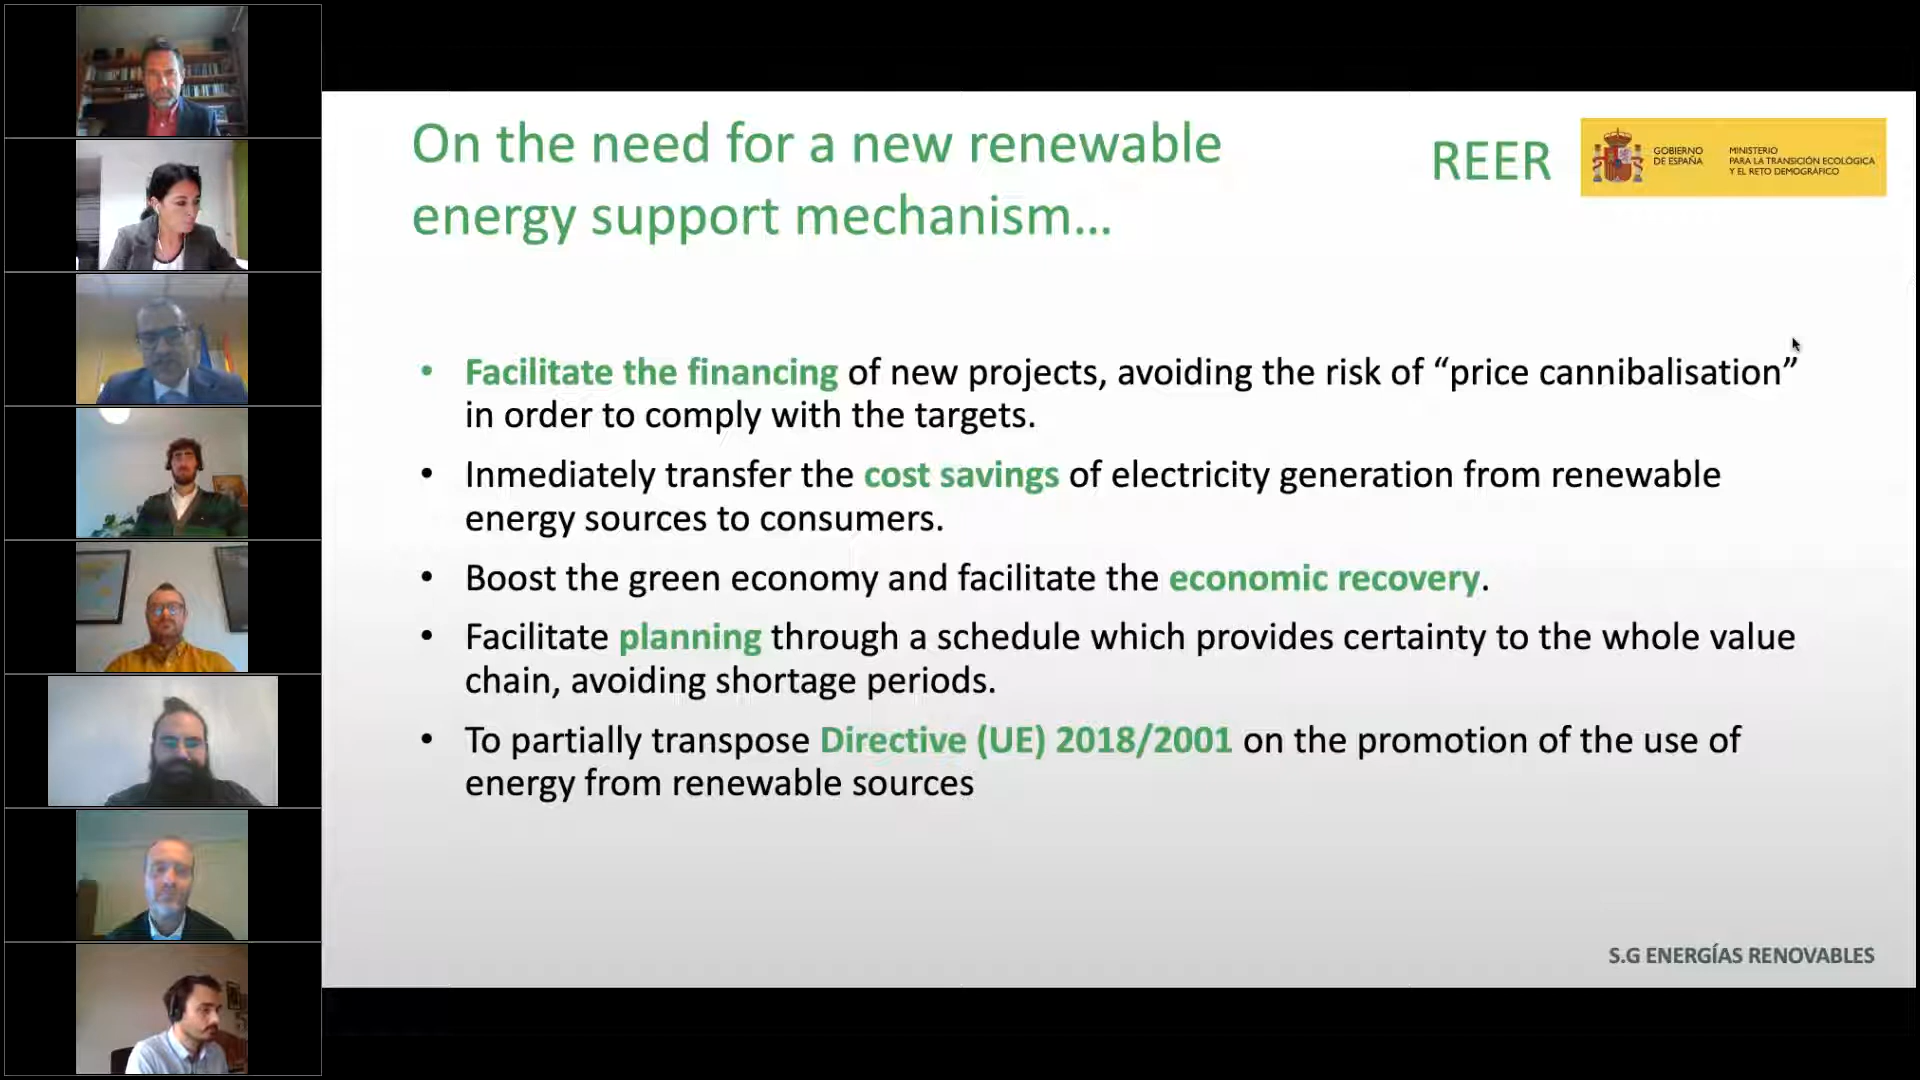 On the need for a new renewable
energy support mechanism...
REER
GOBIERNO
DE ESPAÑA
MINISTERIO
PARA LA TRANSICIÓN ECOLÓGICA
Y EL RETO DEMOGRÁFICO
• Facilitate the financing of new projects, avoiding the risk of “price cannibalisation”
in order to comply with the targets.
• Inmediately transfer the cost savings of electricity generation from renewable
energy sources to consumers.
• Boost the green economy and facilitate the economic recovery.
• Facilitate planning through a schedule which provides certainty to the whole value
chain, avoiding shortage periods.
• To partially transpose Directive (UE) 2018/2001 on the promotion of the use of
energy from renewable sources
S.G ENERGÍAS RENOVABLES